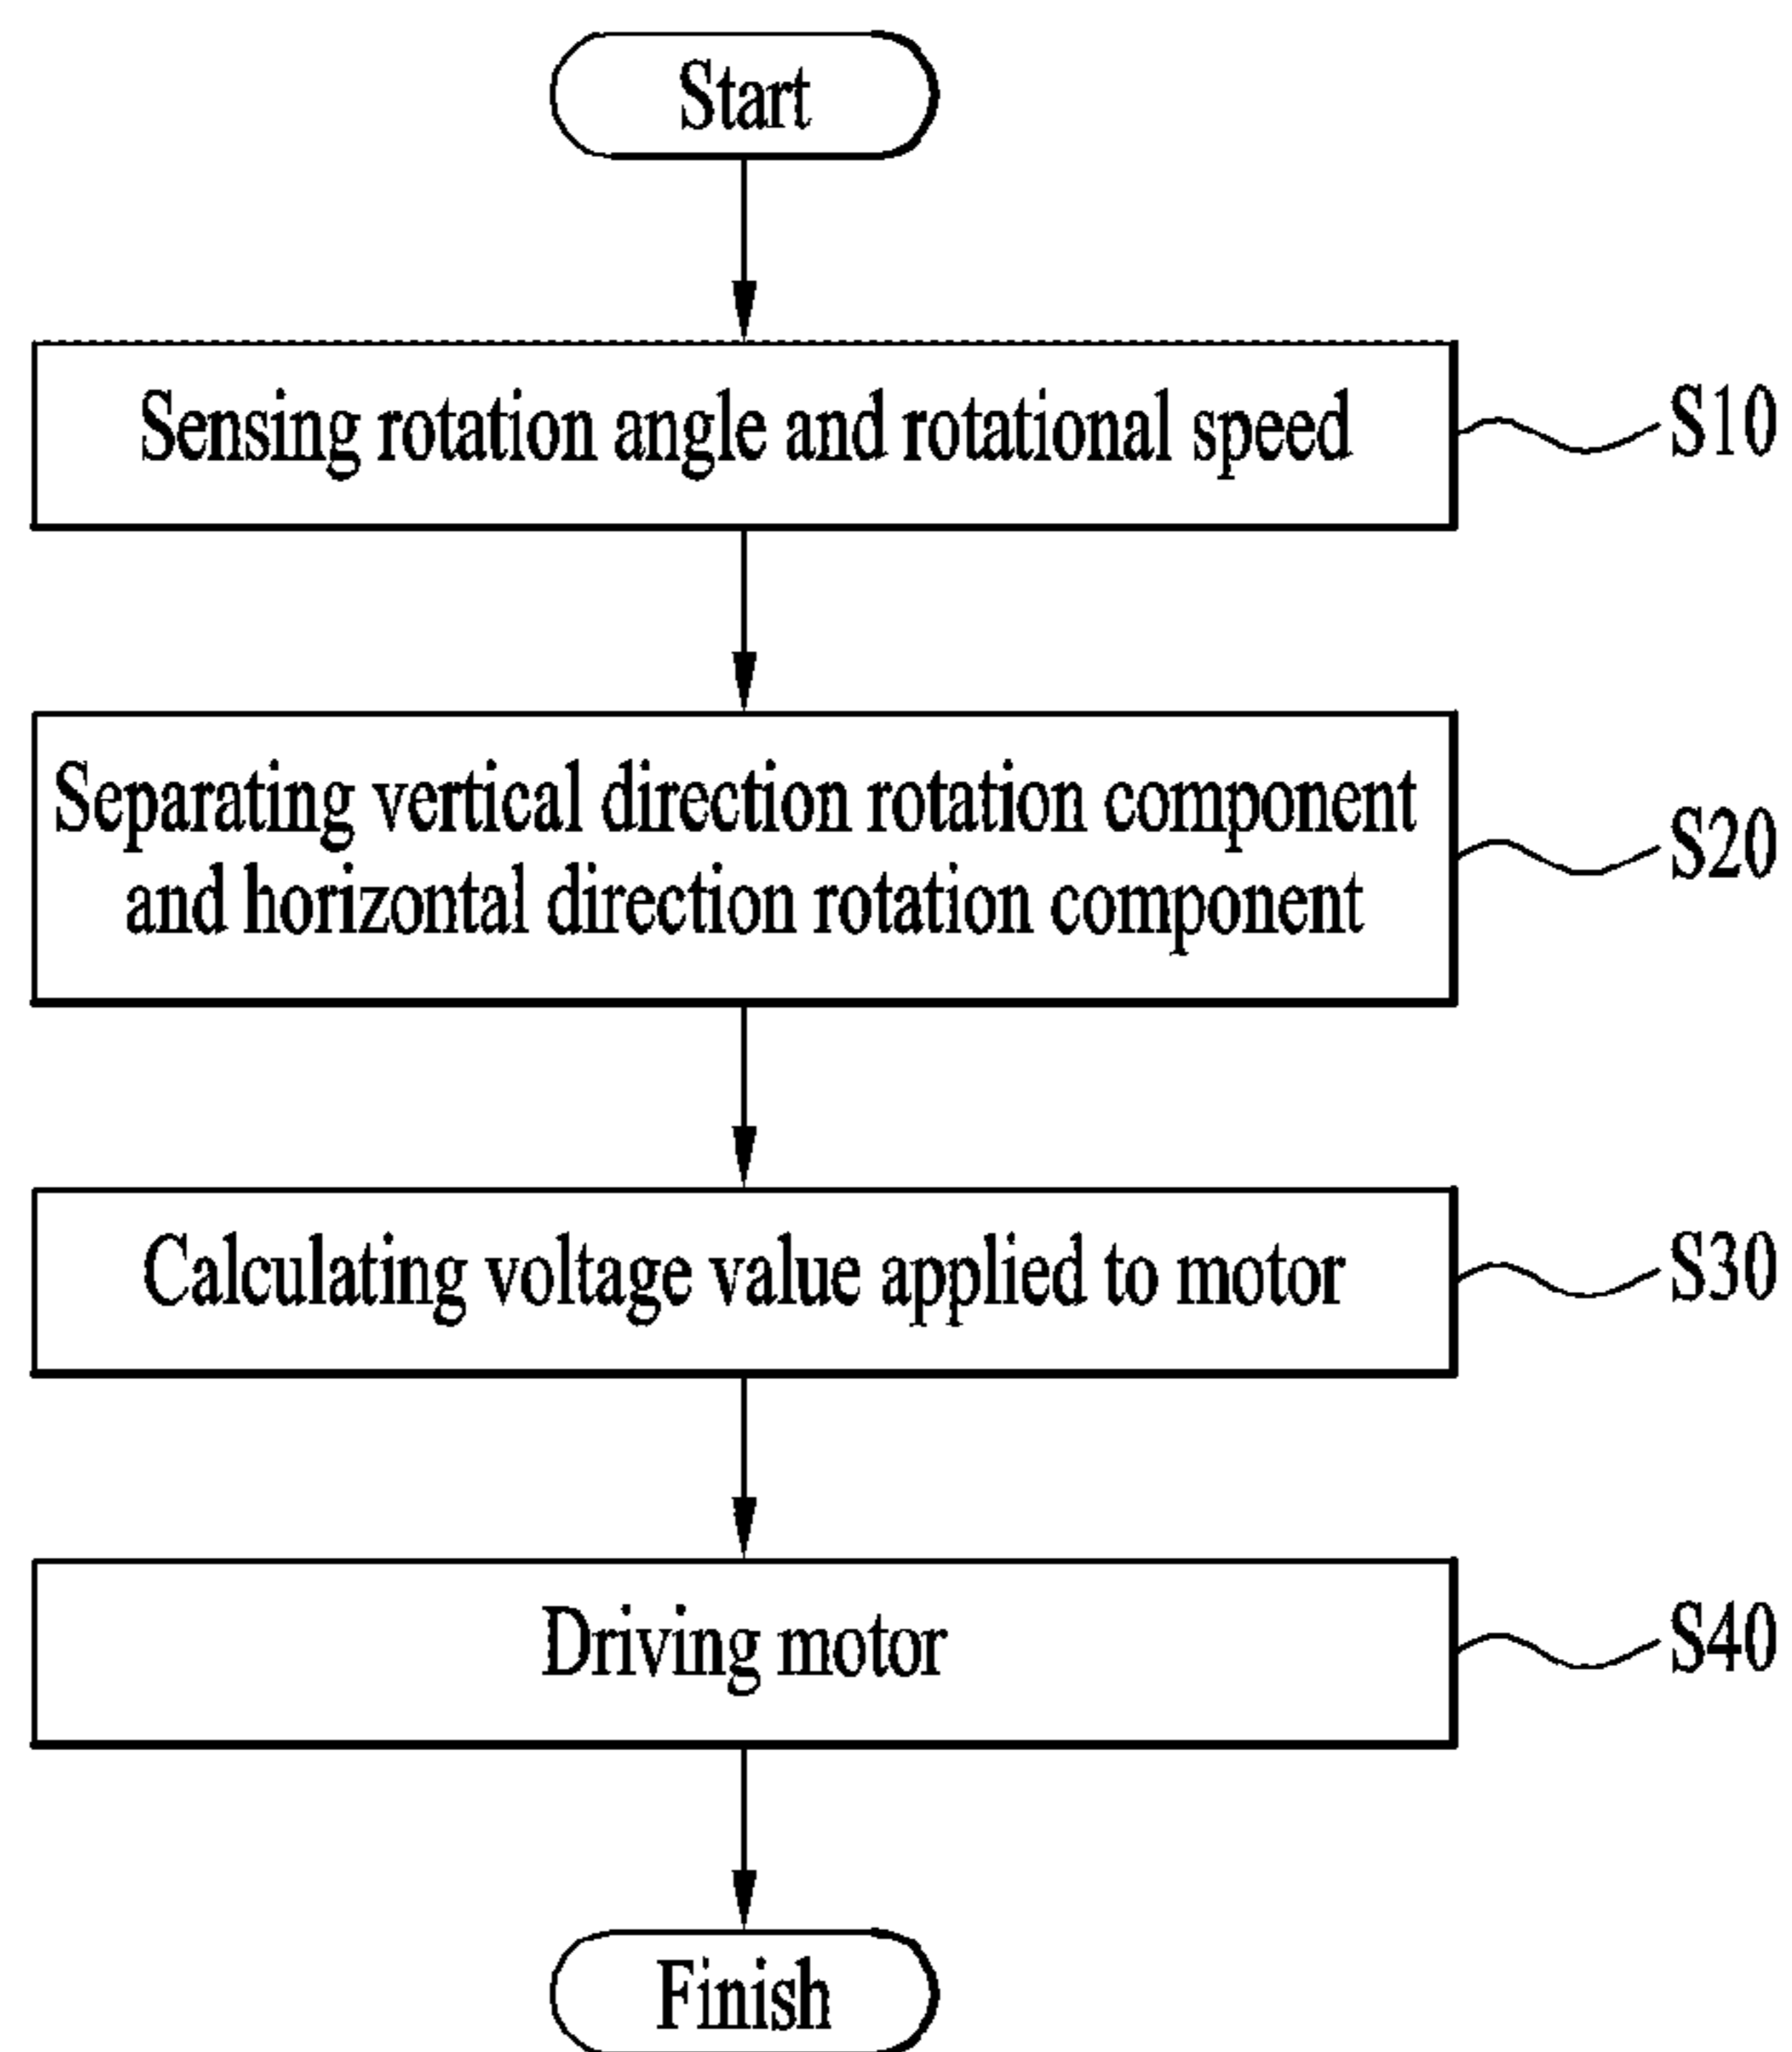 Start
Sensing rotation angle and rotational speed
S10
Separating vertical direction rotation component
and horizontal direction rotation component
S20
Calculating voltage value applied to motor
S30
Driving motor
S40
Finish